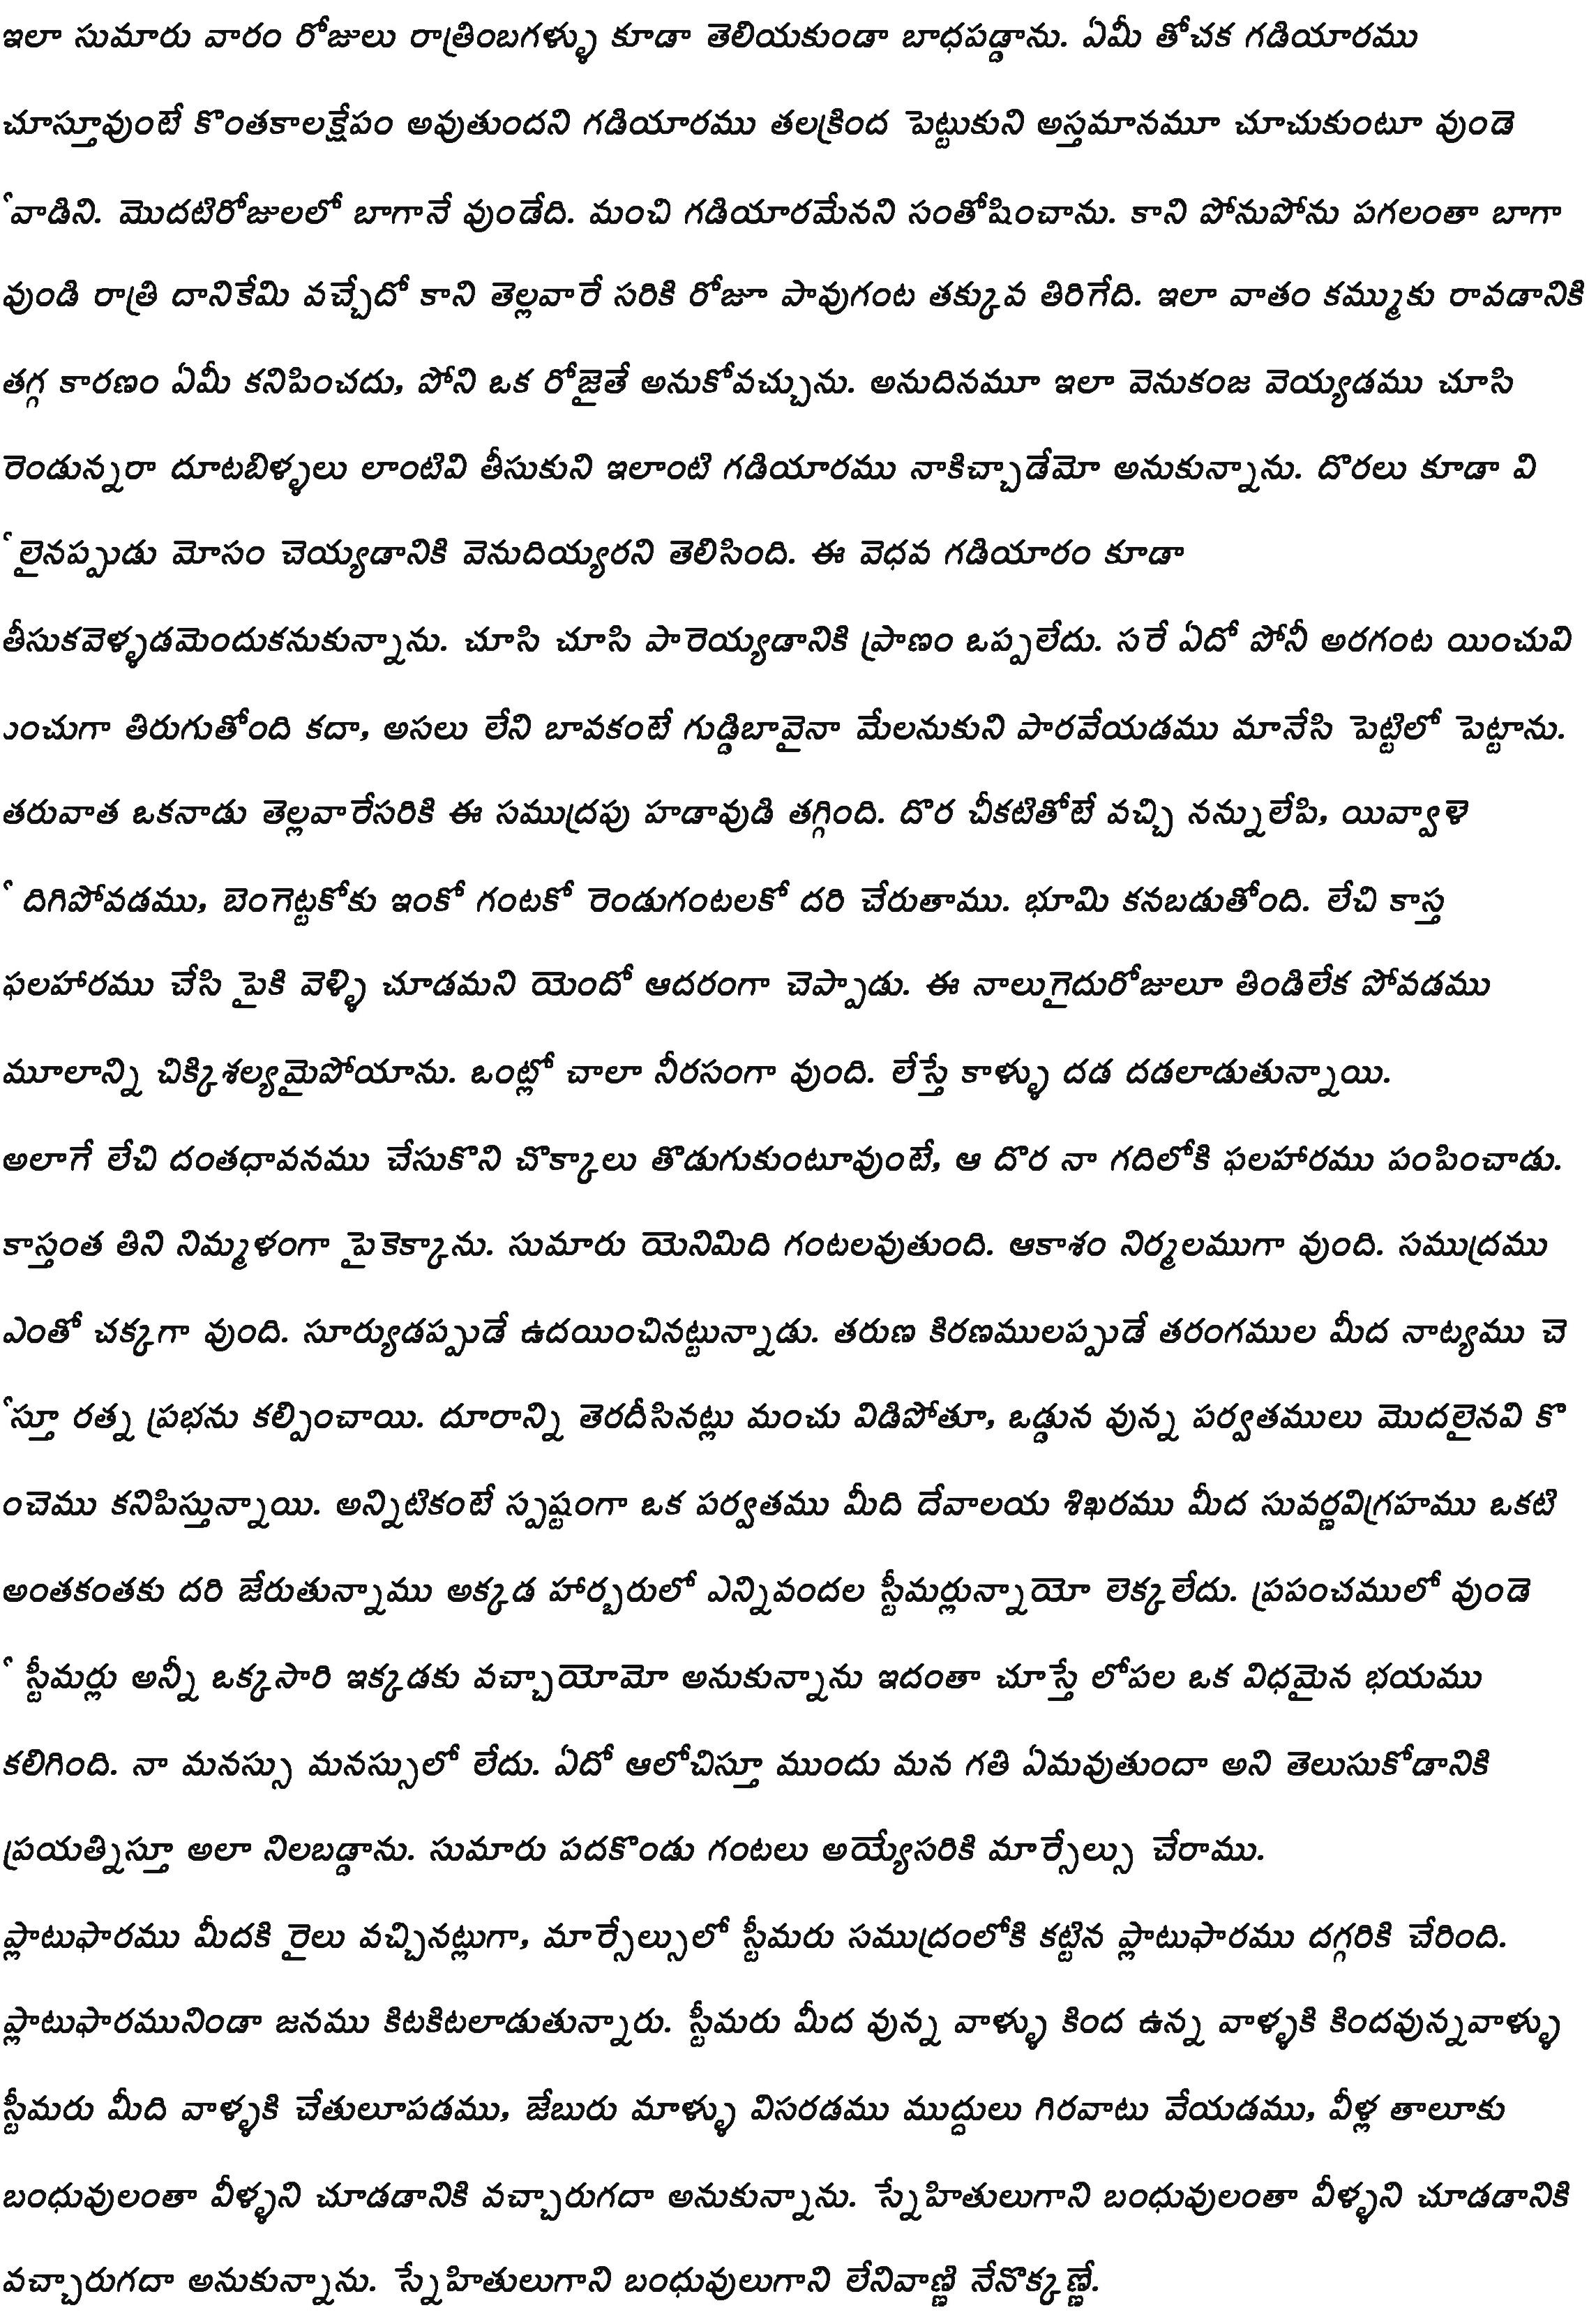 ఇలా సుమారు వారం రోజులు రాత్రింబగళ్ళు కూడా తెలియకుండా బాధపడ్డాను. ఏమీ తోచక గడియారము
చూస్తూవుంటే కొంతకాలక్షేపం అవుతుందని గడియారము తలక్రింద పెట్టుకుని అస్తమానమూ చూచుకుంటూ వుండె
ేవాడిని. మొదటిరోజులలో బాగానే వుండేది. మంచి గడియారమేనని సంతోషించాను. కాని పోనుపోను పగలంతా బాగా
వుండి రాత్రి దానికేమి వచ్చేదో కాని తెల్లవారే సరికి రోజూ పావుగంట తక్కువ తిరిగేది. ఇలా వాతం కమ్ముకు రావడానికి
తగ్గ కారణం ఏమీ కనిపించదు, పోని ఒక రోజైతే అనుకోవచ్చును. అనుదినమూ ఇలా వెనుకంజ వెయ్యడము చూసి
రెండున్నరా దూటబిళ్ళలు లాంటివి తీసుకుని ఇలాంటి గడియారము నాకిచ్చాడేమో అనుకున్నాను. దొరలు కూడా వి
ేలైనప్పుడు మోసం చెయ్యడానికి వెనుదియ్యరని తెలిసింది. ఈ వెధవ గడియారం కూడా
తీసుకవెళ్ళడమెందుకనుకున్నాను. చూసి చూసి పారెయ్యడానికి ప్రాణం ఒప్పలేదు. సరే ఏదో పోనీ అరగంట యించువి
ుంచుగా తిరుగుతోంది కదా, అసలు లేని బావకంటే గుడ్డిబావైనా మేలనుకుని పారవేయడము మానేసి పెట్టిలో పెట్టాను.
తరువాత ఒకనాడు తెల్లవారేసరికి ఈ సముద్రపు హడావుడి తగ్గింది. దొర చీకటితోటే వచ్చి నన్నులేపి, యివ్వాళె
ే దిగిపోవడము, బెంగెట్టకోకు ఇంకో గంటకో రెండుగంటలకో దరి చేరుతాము. భూమి కనబడుతోంది. లేచి కాస్త
ఫలహారము చేసి పైకి వెళ్ళి చూడమని యెందో ఆదరంగా చెప్పాడు. ఈ నాలుగైదురోజులూ తిండిలేక పోవడము
మూలాన్ని చిక్కిశల్యమైపోయాను. ఒంట్లో చాలా నీరసంగా వుంది. లేస్తే కాళ్ళు దడ దడలాడుతున్నాయి.
అలాగే లేచి దంతధావనము చేసుకొని చొక్కాలు తొడుగుకుంటూవుంటే, ఆ దొర నా గదిలోకి ఫలహారము పంపించాడు.
కాస్తంత తిని నిమ్మళంగా పైకెక్కాను. సుమారు యెనిమిది గంటలవుతుంది. ఆకాశం నిర్మలముగా వుంది. సముద్రము
ఎంతో చక్కగా వుంది. సూర్యుడప్పుడే ఉదయించినట్టున్నాడు. తరుణ కిరణములప్పుడే తరంగముల మీద నాట్యము చె
ేస్తూ రత్న ప్రభను కల్పించాయి. దూరాన్ని తెరదీసినట్లు మంచు విడిపోతూ, ఒడ్డున వున్న పర్వతములు మొదలైనవి కొ
ంచెము కనిపిస్తున్నాయి. అన్నిటికంటే స్పష్టంగా ఒక పర్వతము మీది దేవాలయ శిఖరము మీద సువర్ణవిగ్రహము ఒకటి
అంతకంతకు దరి జేరుతున్నాము అక్కడ హార్బరులో ఎన్నివందల స్టీమర్లున్నాయో లెక్కలేదు. ప్రపంచములో వుండె
ే స్టీమర్లు అన్నీ ఒక్కసారి ఇక్కడకు వచ్చాయోమో అనుకున్నాను ఇదంతా చూస్తే లోపల ఒక విధమైన భయము
కలిగింది. నా మనస్సు మనస్సులో లేదు. ఏదో ఆలోచిస్తూ ముందు మన గతి ఏమవుతుందా అని తెలుసుకోడానికి
ప్రయత్నిస్తూ అలా నిలబడ్డాను. సుమారు పదకొండు గంటలు అయ్యేసరికి మార్సేల్సు చేరాము.
ప్లాటుఫారము మీదకి రైలు వచ్చినట్లుగా, మార్సేల్సులో స్టీమరు సముద్రంలోకి కట్టిన ప్లాటుఫారము దగ్గరికి చేరింది.
ప్లాటుఫారమునిండా జనము కిటకిటలాడుతున్నారు. స్టీమరు మీద వున్న వాళ్ళు కింద ఉన్న వాళ్ళకి కిందవున్నవాళ్ళు
స్టీమరు మీది వాళ్ళకి చేతులూపడము, జేబురు మాళ్ళు విసరడము ముద్దులు గిరవాటు వేయడము, వీళ్ల తాలూకు
బంధువులంతా వీళ్ళని చూడడానికి వచ్చారుగదా అనుకున్నాను. స్నేహితులుగాని బంధువులంతా వీళ్ళని చూడడానికి
వచ్చారుగదా అనుకున్నాను. స్నేహితులుగాని బంధువులుగాని లేనివాణ్ణి నేనొక్కణ్ణే.